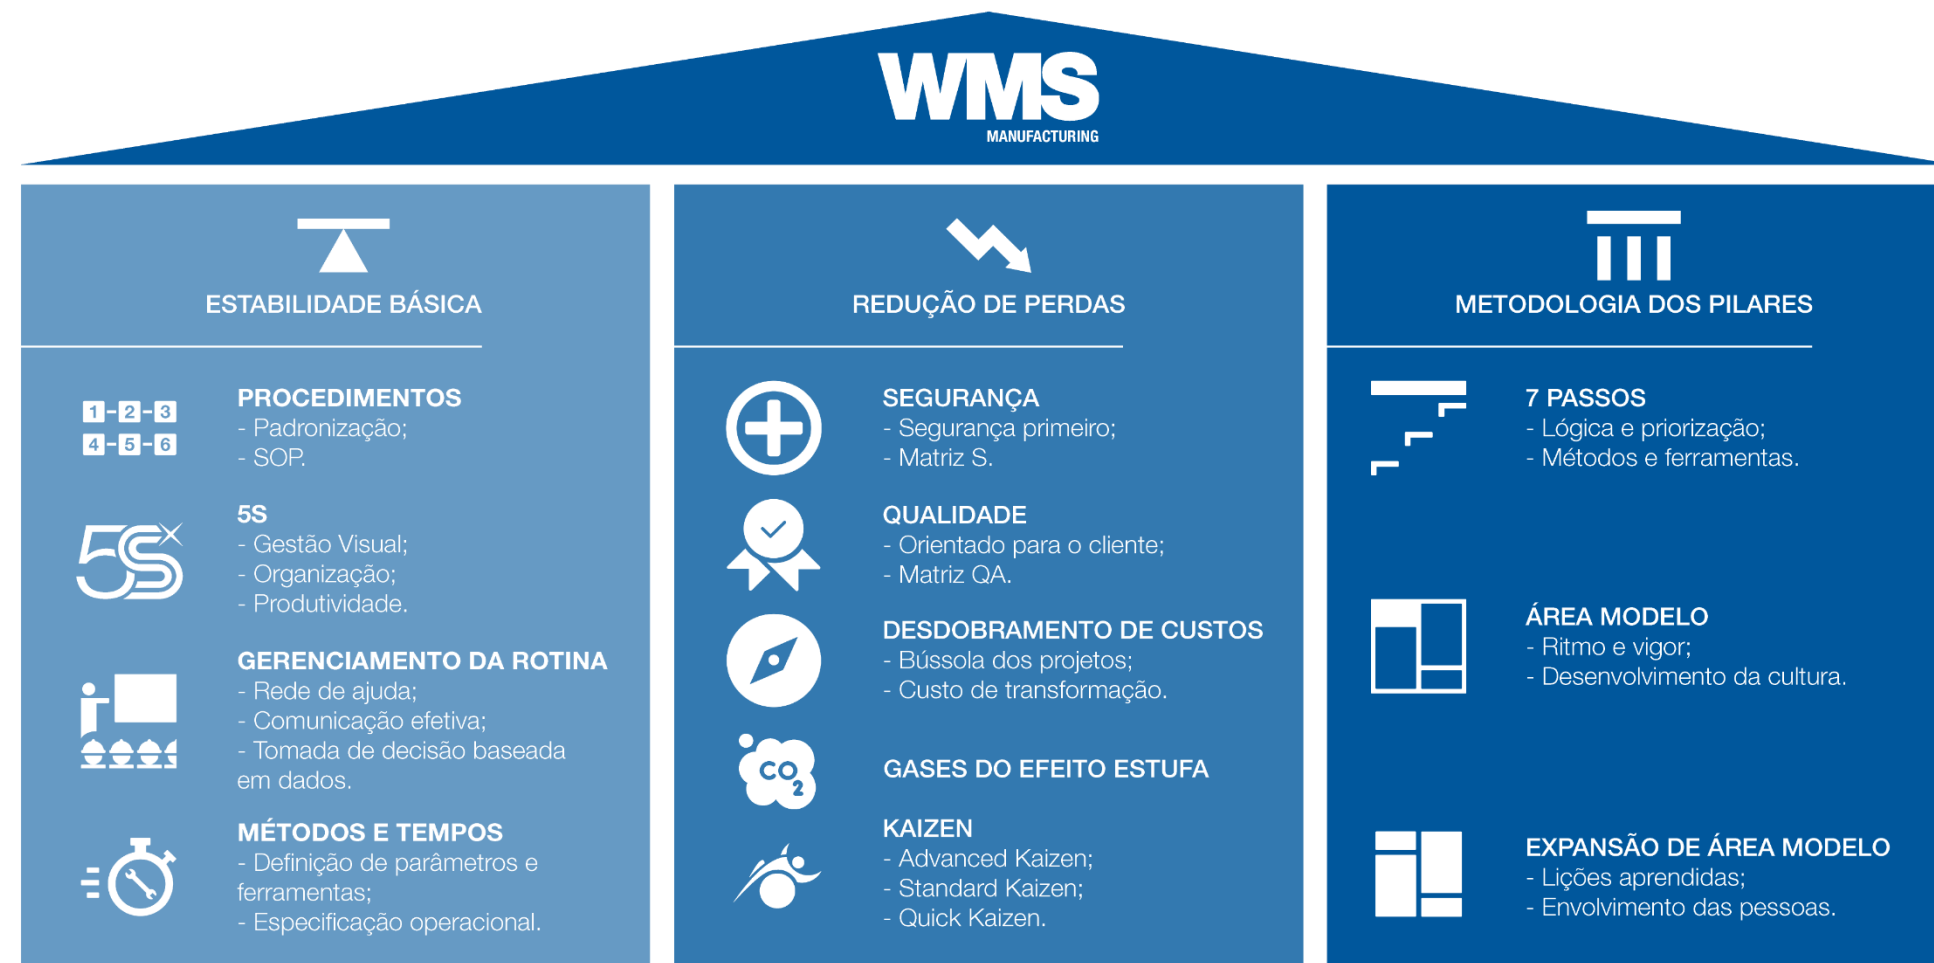 WMS
MANUFACTURING
ESTABILIDADE BÁSICA
1-2-3
4-5-6
PROCEDIMENTOS
- Padronização;
- SOP.
5S
5S
- Gestão Visual;
- Organização;
- Produtividade.
GERENCIAMENTO DA ROTINA
- Rede de ajuda;
- Comunicação efetiva;
- Tomada de decisão baseada
em dados.
MÉTODOS E TEMPOS
- Definição de parâmetros e
ferramentas;
- Especificação operacional.
REDUÇÃO DE PERDAS
SEGURANÇA
- Segurança primeiro;
- Matriz S.
QUALIDADE
- Orientado para o cliente;
- Matriz QA.
DESDOBRAMENTO DE CUSTOS
- Bússola dos projetos;
- Custo de transformação.
CO2
GASES DO EFEITO ESTUFA
KAIZEN
- Advanced Kaizen;
- Standard Kaizen;
- Quick Kaizen.
METODOLOGIA DOS PILARES
7 PASSOS
- Lógica e priorização;
- Métodos e ferramentas.
ÁREA MODELO
- Ritmo e vigor;
- Desenvolvimento da cultura.
EXPANSÃO DE ÁREA MODELO
- Lições aprendidas;
- Envolvimento das pessoas.